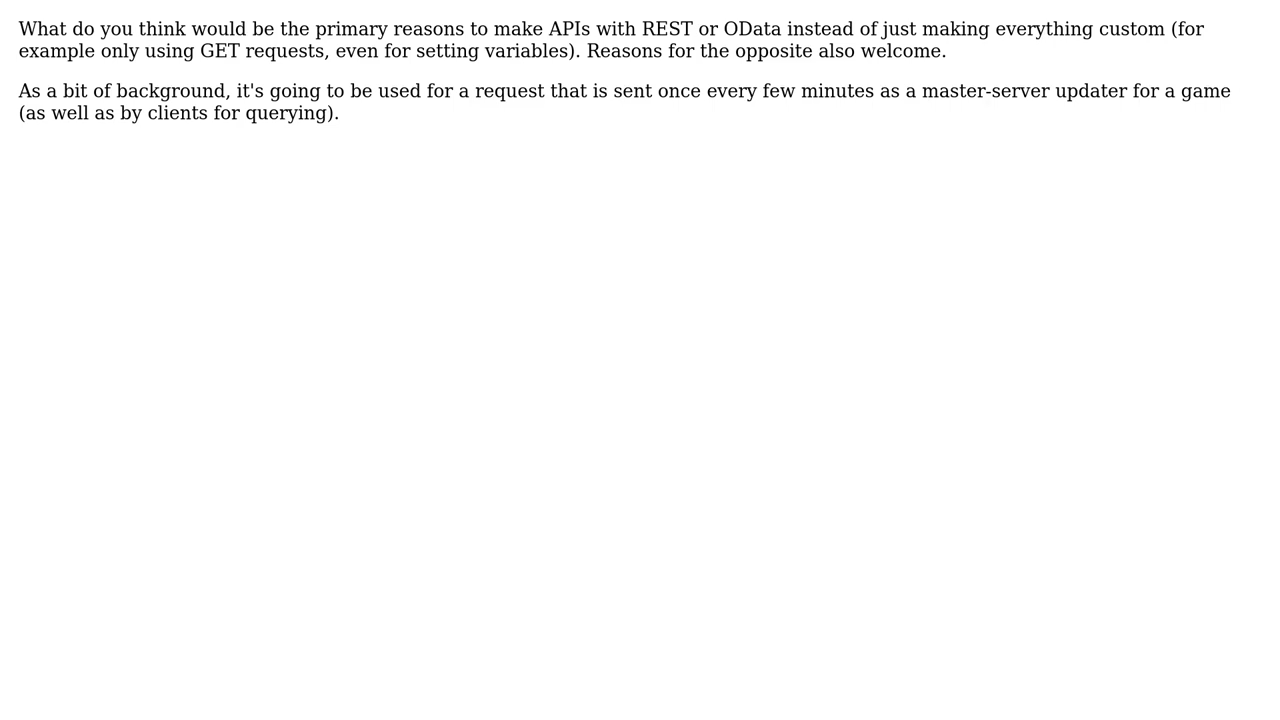 What do you think would be the primary reasons to make APIs with REST or OData instead of just making everything custom (for
example only using GET requests, even for setting variables). Reasons for the opposite also welcome.
As a bit of background, it's going to be used for a request that is sent once every few minutes as a master-server updater for a game
(as well as by clients for querying).